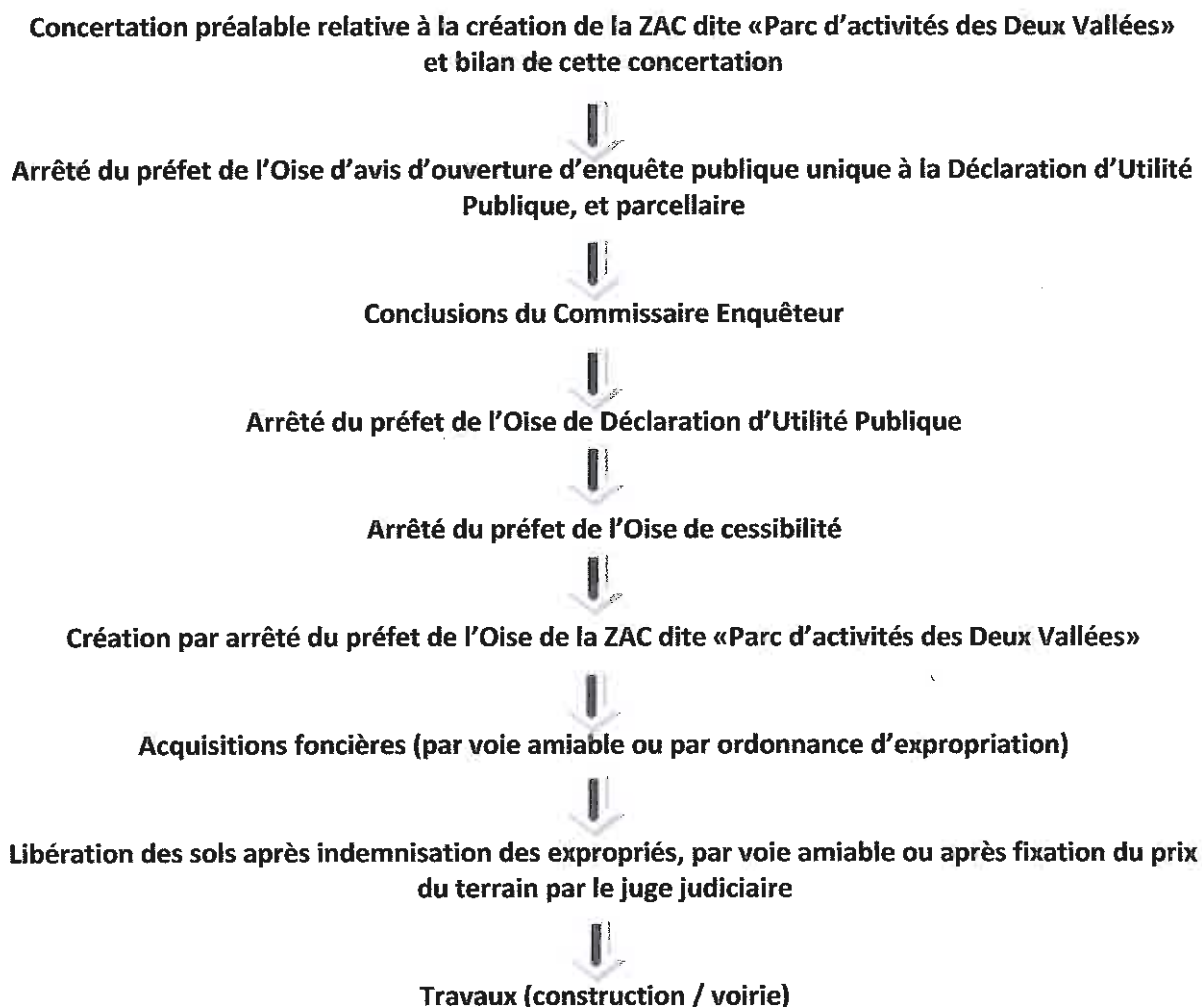 Concertation préalable relative à la création de la ZAC dite «Parc d'activités des Deux Vallées»
et bilan de cette concertation
Arrêté du préfet de l'Oise d'avis d'ouverture d'enquête publique unique à la Déclaration d'Utilité
Publique, et parcellaire
Conclusions du Commissaire Enquêteur
Arrêté du préfet de l'Oise de Déclaration d'Utilité Publique
Arrêté du préfet de l'Oise de cessibilité
Création par arrêté du préfet de l'Oise de la ZAC dite «Parc d'activités des Deux Vallées»
Acquisitions foncières (par voie amiable ou par ordonnance d'expropriation)
Libération des sols après indemnisation des expropriés, par voie amiable ou après fixation du prix
du terrain par le juge judiciaire
Travaux (construction / voirie)